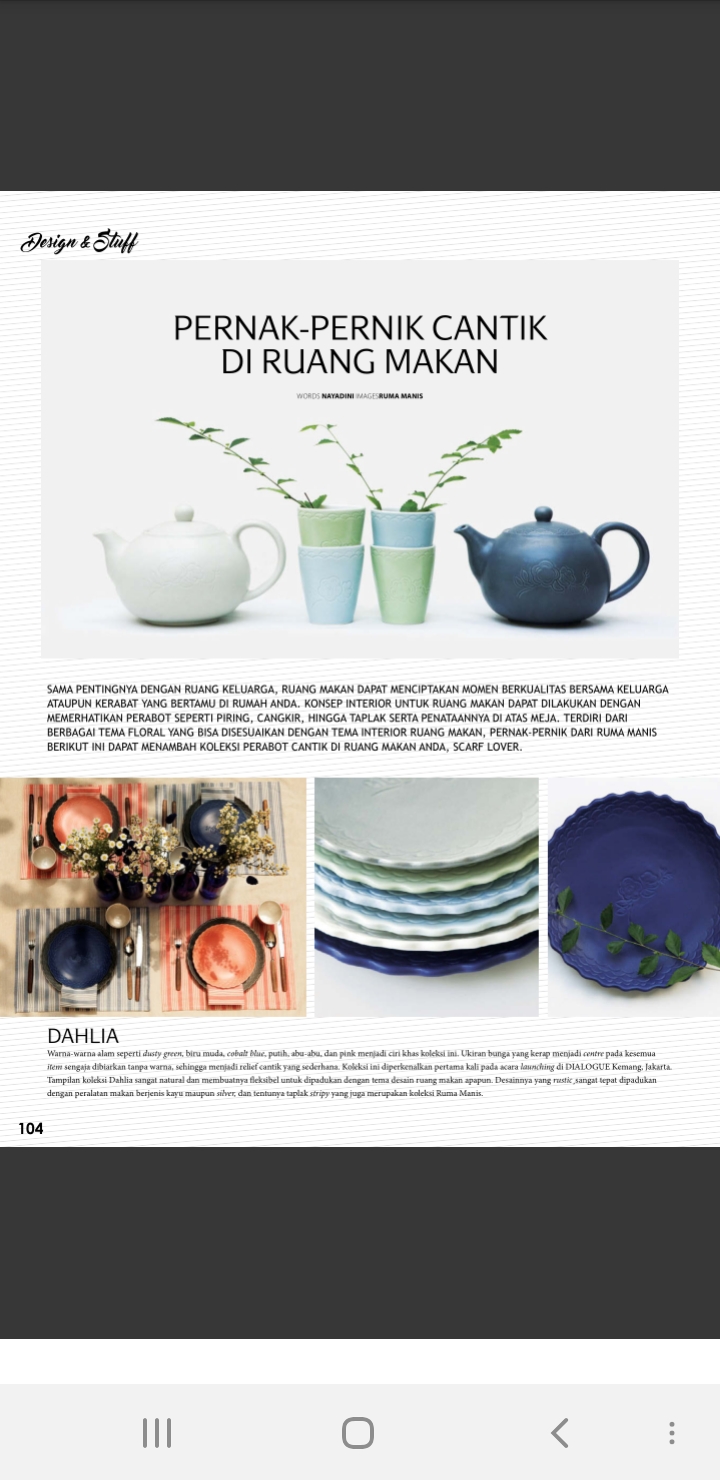 Design & Stuff
PERNAK-PERNIK CANTIK
DI RUANG MAKAN
WORDS NAYADINI IMAGESRUMA MANIS
SAMA PENTINGNYA DENGAN RUANG KELUARGA, RUANG MAKAN DAPAT MENCIPTAKAN MOMEN BERKUALITAS BERSAMA KELUARGA
ATAUPUN KERABAT YANG BERTAMU DI RUMAH ANDA. KONSEP INTERIOR UNTUK RUANG MAKAN DAPAT DILAKUKAN DENGAN
MEMERHATIKAN PERABOT SEPERTI PIRING, CANGKIR, HINGGA TAPLAK SERTA PENATAANNYA DI ATAS MEJA. TERDIRI DARI
BERBAGAI TEMA FLORAL YANG BISA DISESUAIKAN DENGAN TEMA INTERIOR RUANG MAKAN, PERNAK-PERNIK DARI RUMA MANIS
BERIKUT INI DAPAT MENAMBAH KOLEKSI PERABOT CANTIK DI RUANG MAKAN ANDA, SCARF LOVER.
DAHLIA
Warna-warna alam seperti dusty green, biru muda, cobalt blue, putih, abu-abu, dan pink menjadi ciri khas koleksi ini. Ukiran bunga yang kerap menjadi centre pada kesemua
item sengaja dibiarkan tanpa warna, sehingga menjadi relief cantik yang sederhana. Koleksi ini diperkenalkan pertama kali pada acara launching di DIALOGUE Kemang, Jakarta.
Tampilan koleksi Dahlia sangat natural dan membuatnya fleksibel untuk dipadukan dengan tema desain ruang makan apapun. Desainnya yang rustic sangat tepat dipadukan
dengan peralatan makan berjenis kayu maupun silver, dan tentunya taplak stripy yang juga merupakan koleksi Ruma Manis.
104